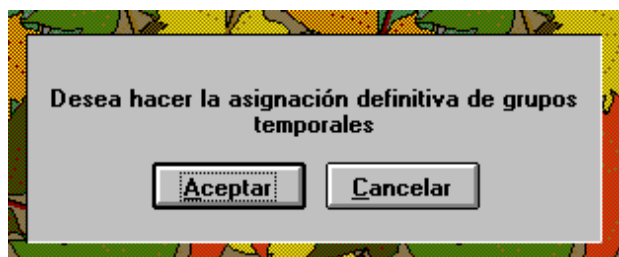 Desea hacer la asignación definitiva de grupos
temporales
Aceptar Cancelar